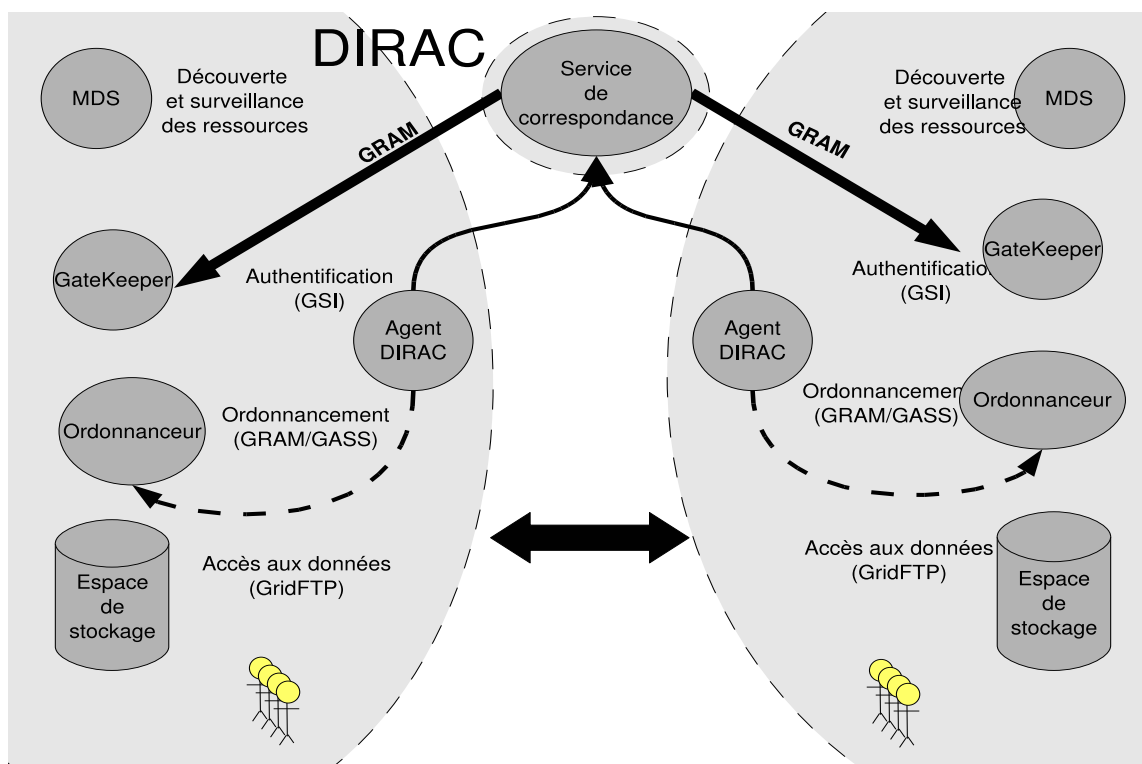 DIRAC
Service
de
correspondance
MDS
Découverte
et surveillance
des ressources
GRAM
GateKeeper
Authentification
(GSI)
Agent
DIRAC
Ordonnanceur
Ordonnancement
(GRAM/GASS)
Espace
de
stockage
Accès aux données
(GridFTP)
Découverte
et surveillance
des ressources
MDS
GRAM
GateKeeper
Authentification
(GSI)
Agent
DIRAC
Ordonnancement
(GRAM/GASS)
Ordonnanceur
Accès aux données
(GridFTP)
Espace
de
stockage